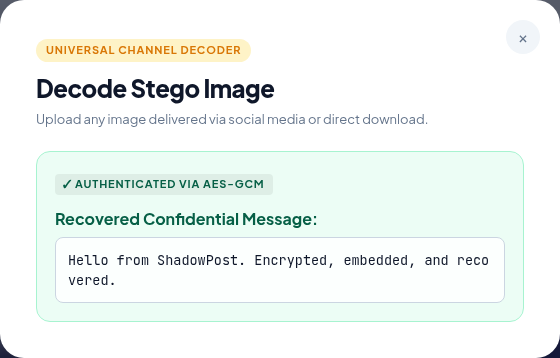 UNIVERSAL CHANNEL DECODER
×
Decode Stego Image
Upload any image delivered via social media or direct download.
✓ AUTHENTICATED VIA AES-GCM
Recovered Confidential Message:
Hello from ShadowPost. Encrypted, embedded, and reco
vered.